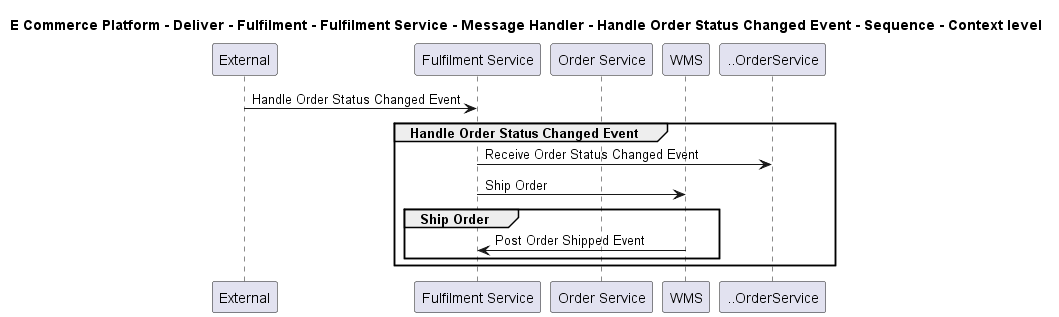 E Commerce Platform - Deliver - Fulfilment - Fulfilment Service - Message Handler - Handle Order Status Changed Event - Sequence - Context level
External
Fulfilment Service
Order Service
WMS
..OrderService
Handle Order Status Changed Event
Handle Order Status Changed Event
Receive Order Status Changed Event
Ship Order
Ship Order
Post Order Shipped Event
External
Fulfilment Service
Order Service
WMS
..OrderService